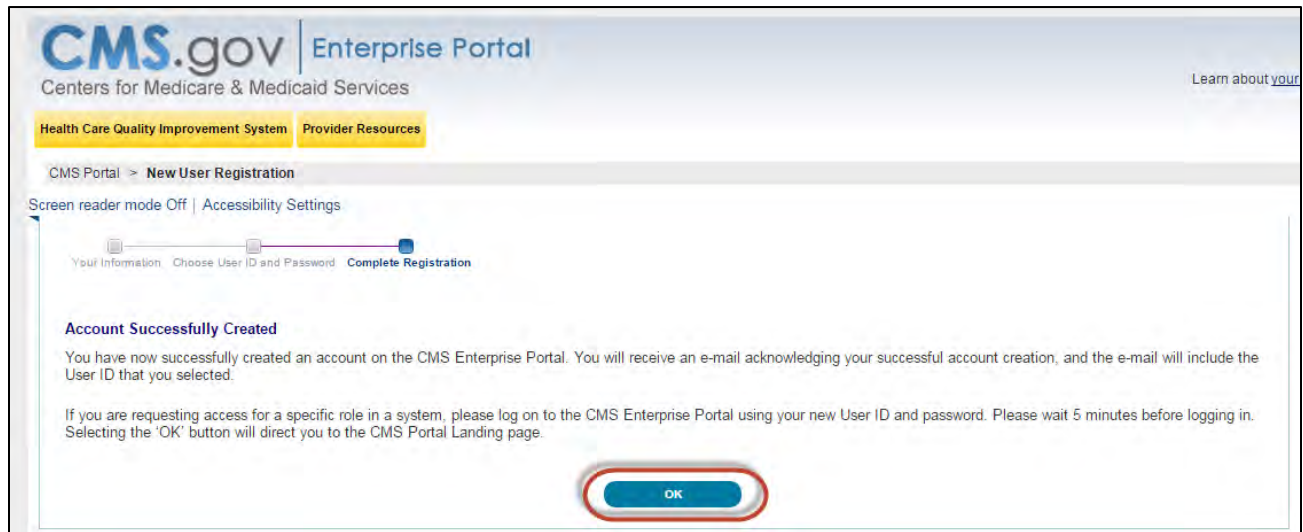 CMS.gov Enterprise Portal
Centers for Medicare & Medicaid Services
Learn about your
Health Care Quality Improvement System Provider Resources
CMS Portal > New User Registration
Screen reader mode Off | Accessibility Settings
Your Information Choose User ID and Password Complete Registration
Account Successfully Created
You have now successfully created an account on the CMS Enterprise Portal. You will receive an e-mail acknowledging your successful account creation, and the e-mail will include the
User ID that you selected.
If you are requesting access for a specific role in a system, please log on to the CMS Enterprise Portal using your new User ID and password. Please wait 5 minutes before logging in.
Selecting the 'OK' button will direct you to the CMS Portal Landing page.
OK